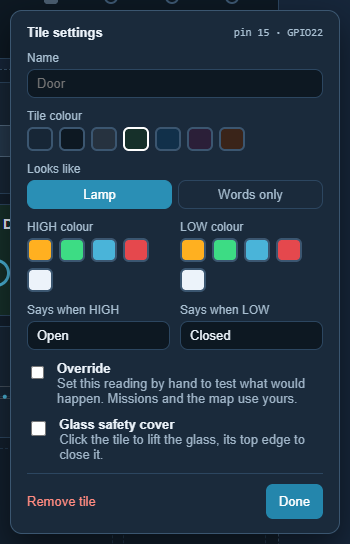 Tile settings
pin 15 · GPIO22
Name
Door
Tile colour
Looks like
Lamp
Words only
HIGH colour
LOW colour
Says when HIGH
Says when LOW
Open
Closed
Override
Set this reading by hand to test what would
happen. Missions and the map use yours.
Glass safety cover
Click the tile to lift the glass, its top edge to
close it.
Remove tile
Done